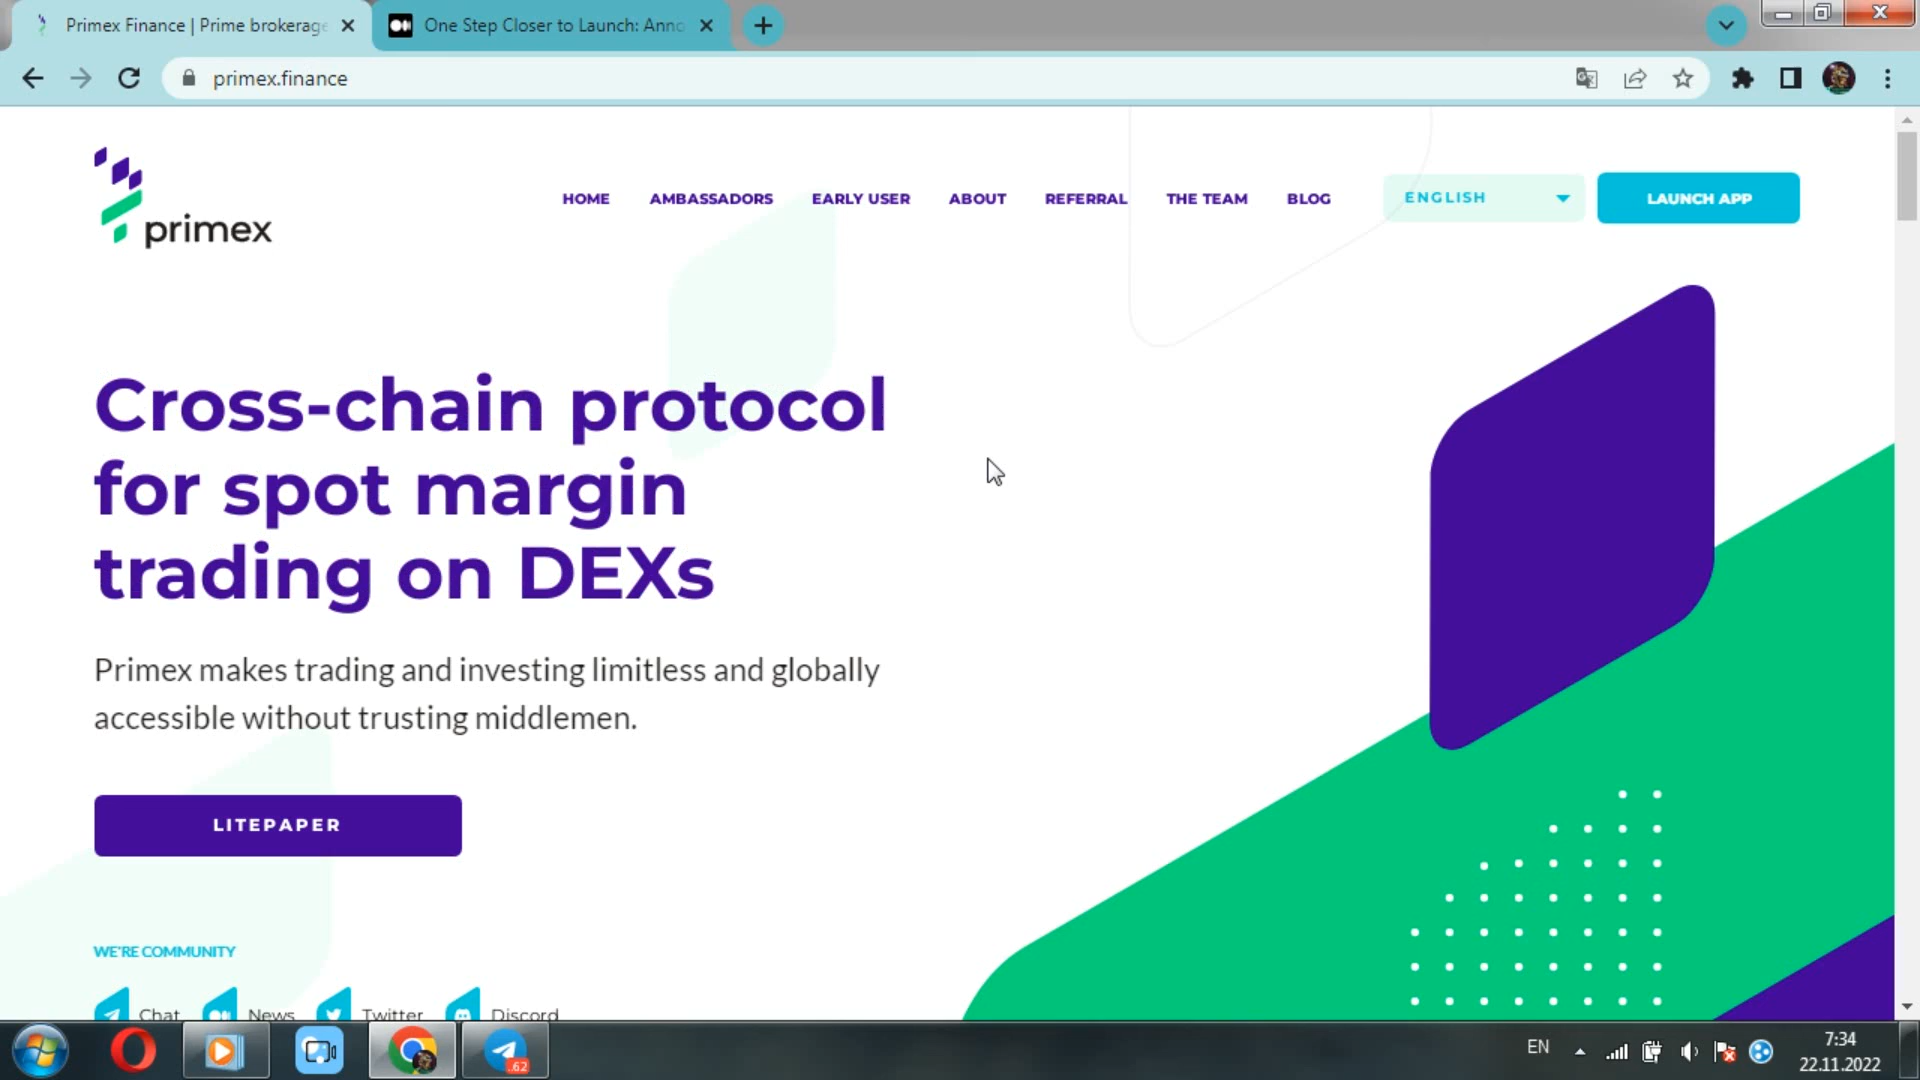 Primex Finance | Prime brokerage
One Step Closer to Launch: Anno
primex.finance
primex
HOME
AMBASSADORS
EARLY USER
ABOUT
REFERRAL
THE TEAM
BLOG
ENGLISH
LAUNCH APP
Cross-chain protocol
for spot margin
trading on DEXs
Primex makes trading and investing limitless and globally
accessible without trusting middlemen.
LITEPAPER
WE'RE COMMUNITY
Chat
News
Twitter
Discord
.62
EN
7:34
22.11.2022